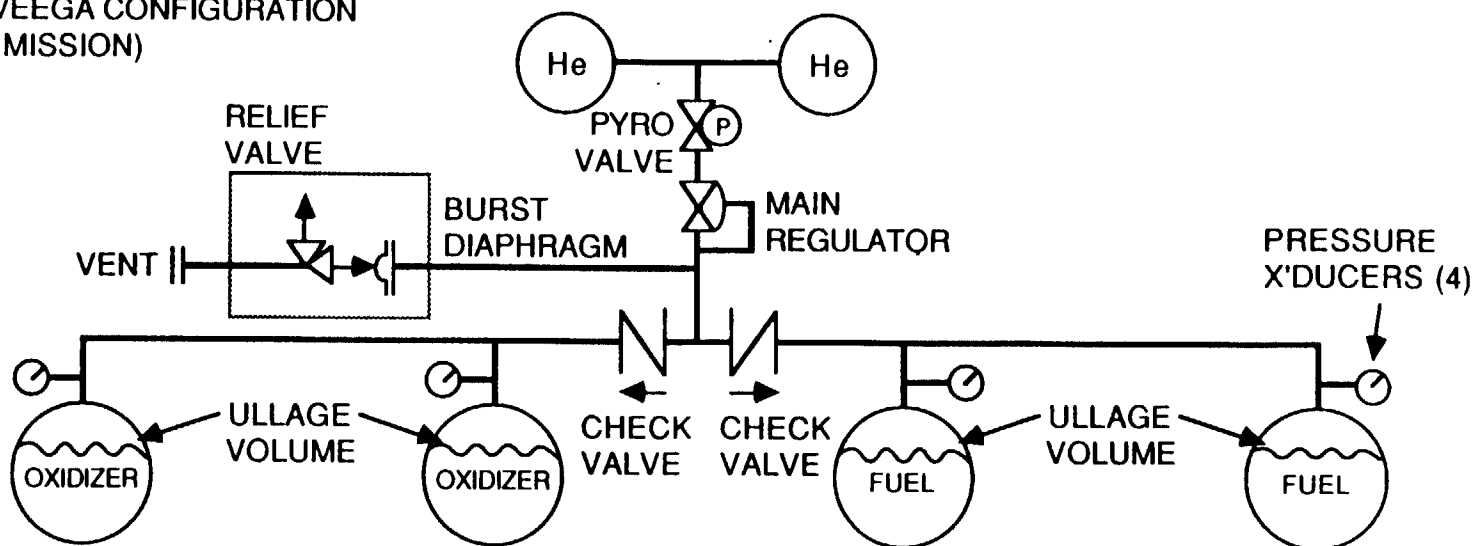 VEEGA CONFIGURATION
MISSION)
He
He
RELIEF
VALVE
PYRO
VALVE
P
BURST
DIAPHRAGM
MAIN
REGULATOR
VENT
PRESSURE
X'DUCERS (4)
ULLAGE
VOLUME
CHECK
VALVE
CHECK
VALVE
ULLAGE
VOLUME
OXIDIZER
OXIDIZER
FUEL
FUEL